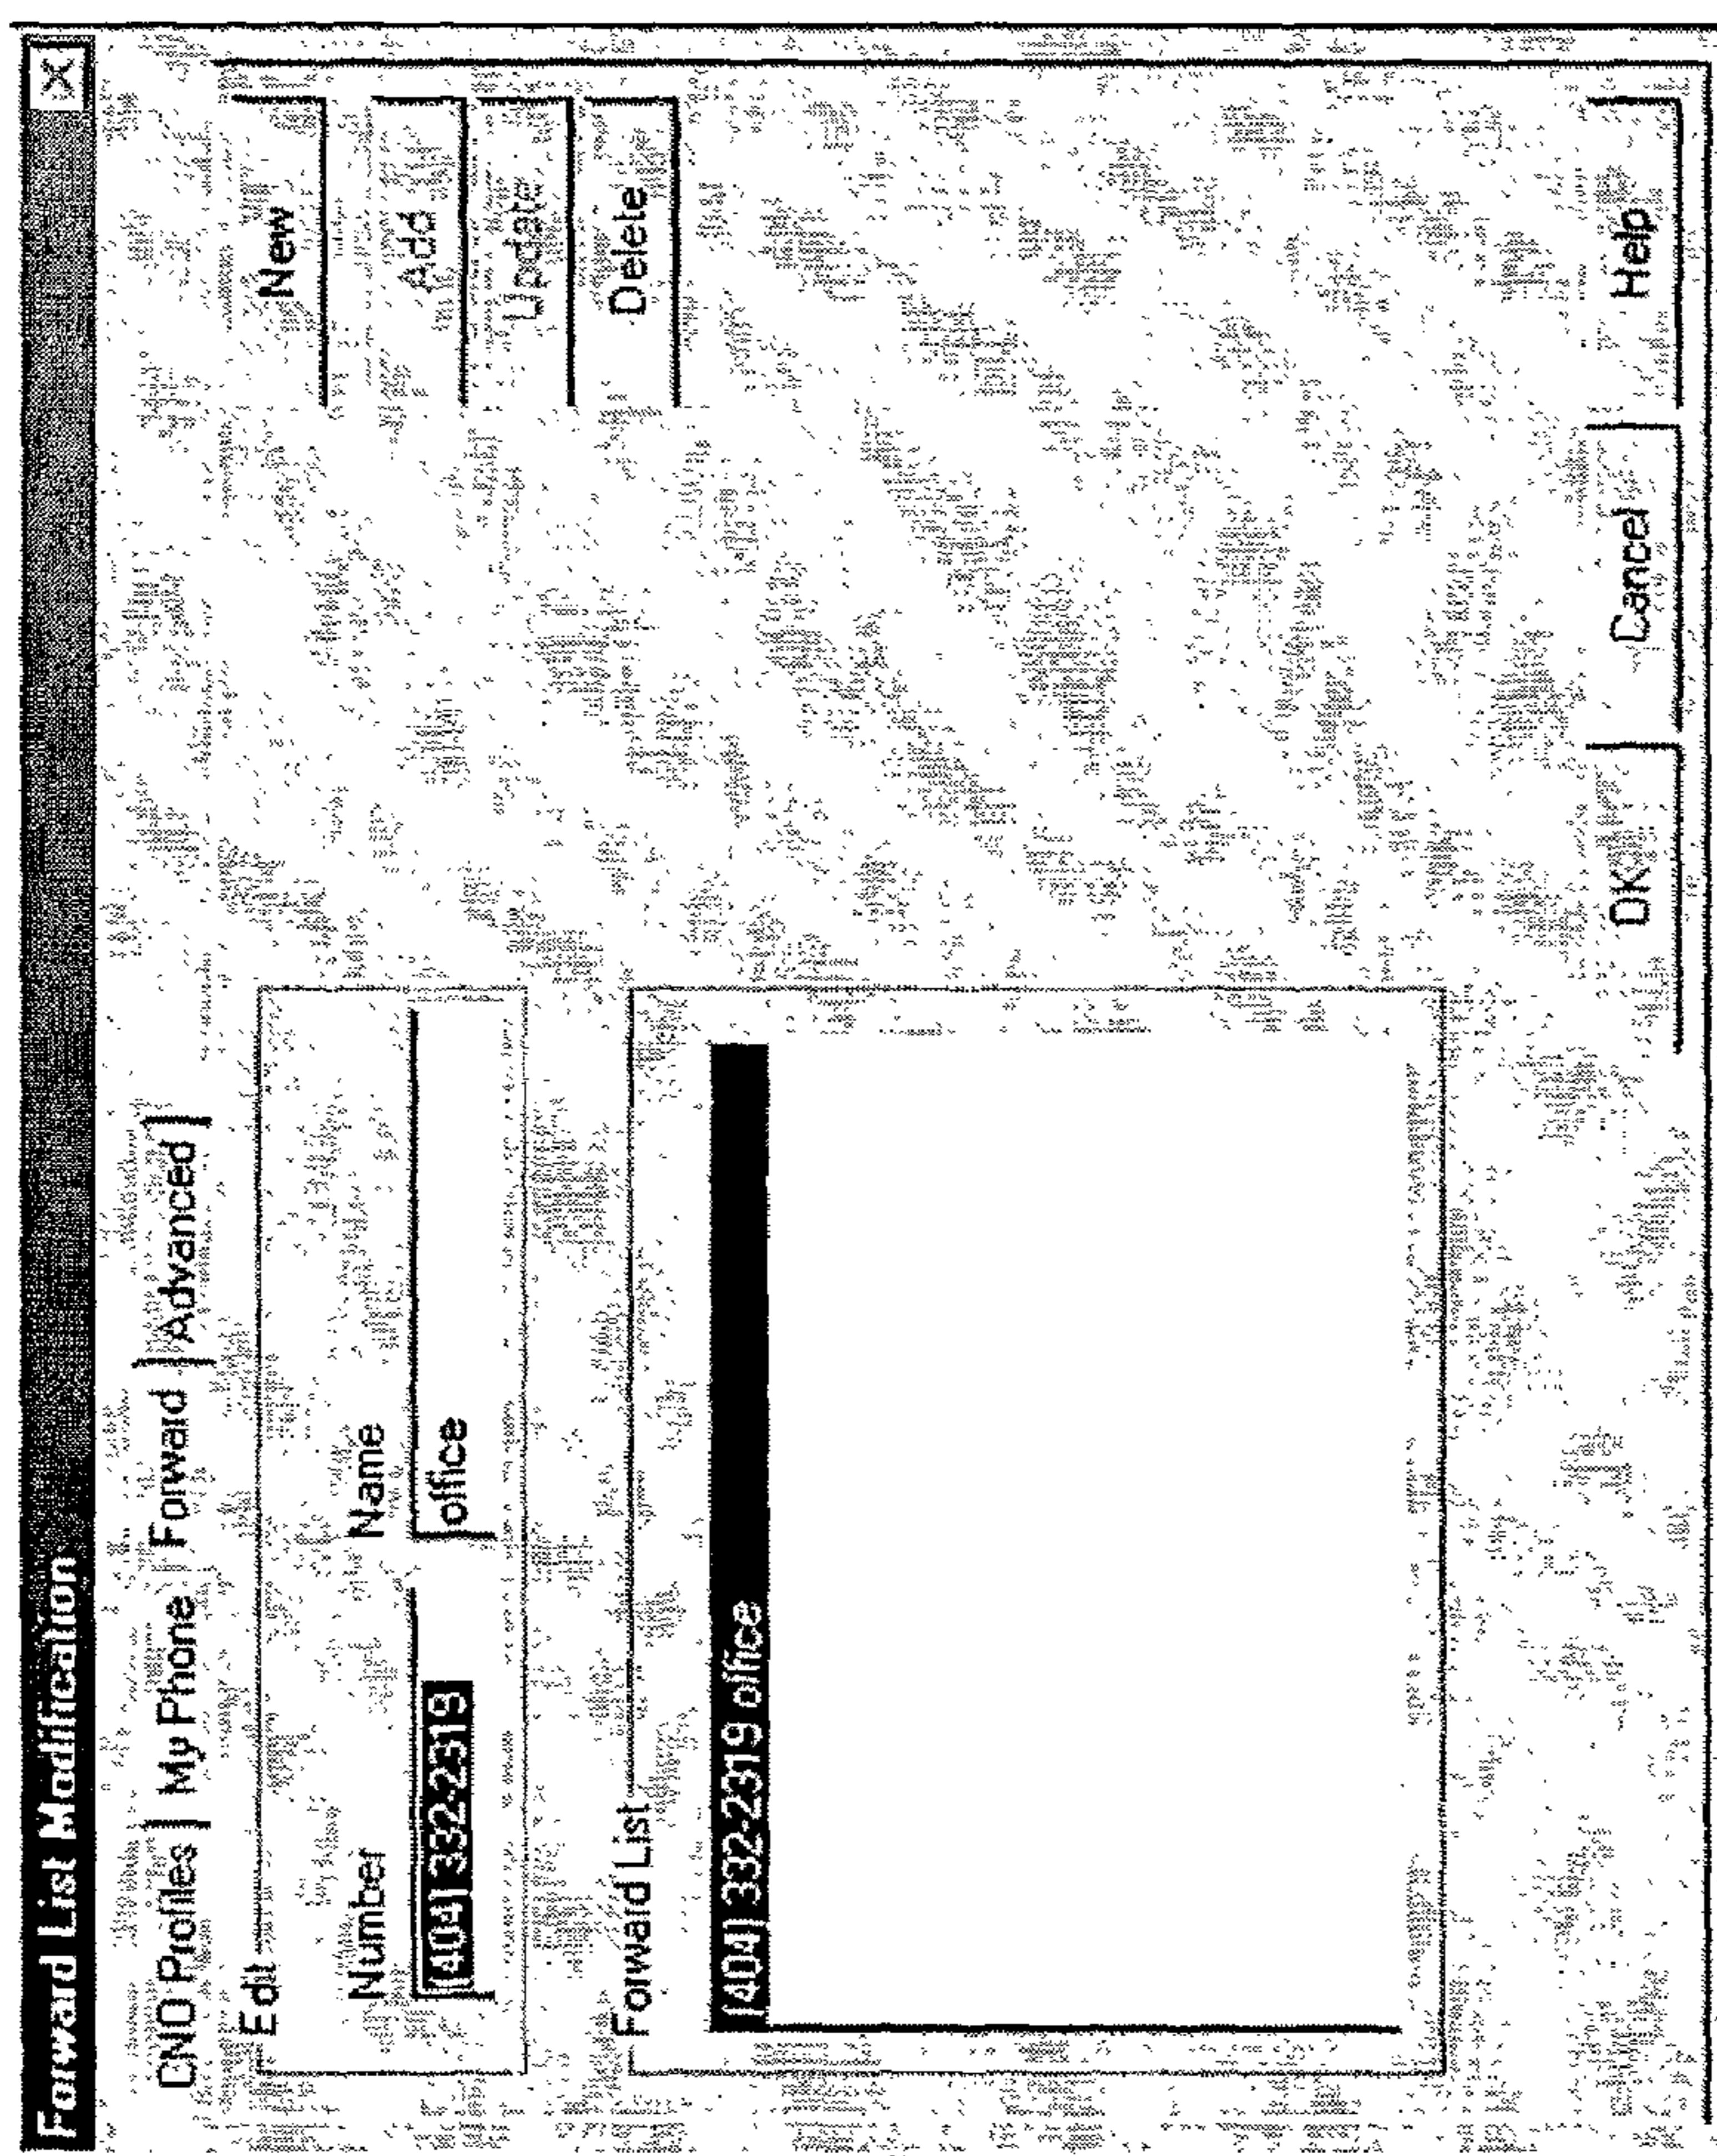 Forward List Modification
CNO Profiles My Phone Forward Advanced
Edit
Number Name
(404) 332-2319 office
New
Add
Update
Delete
Forward List
(404) 332-2319 office
OK Cancel Help